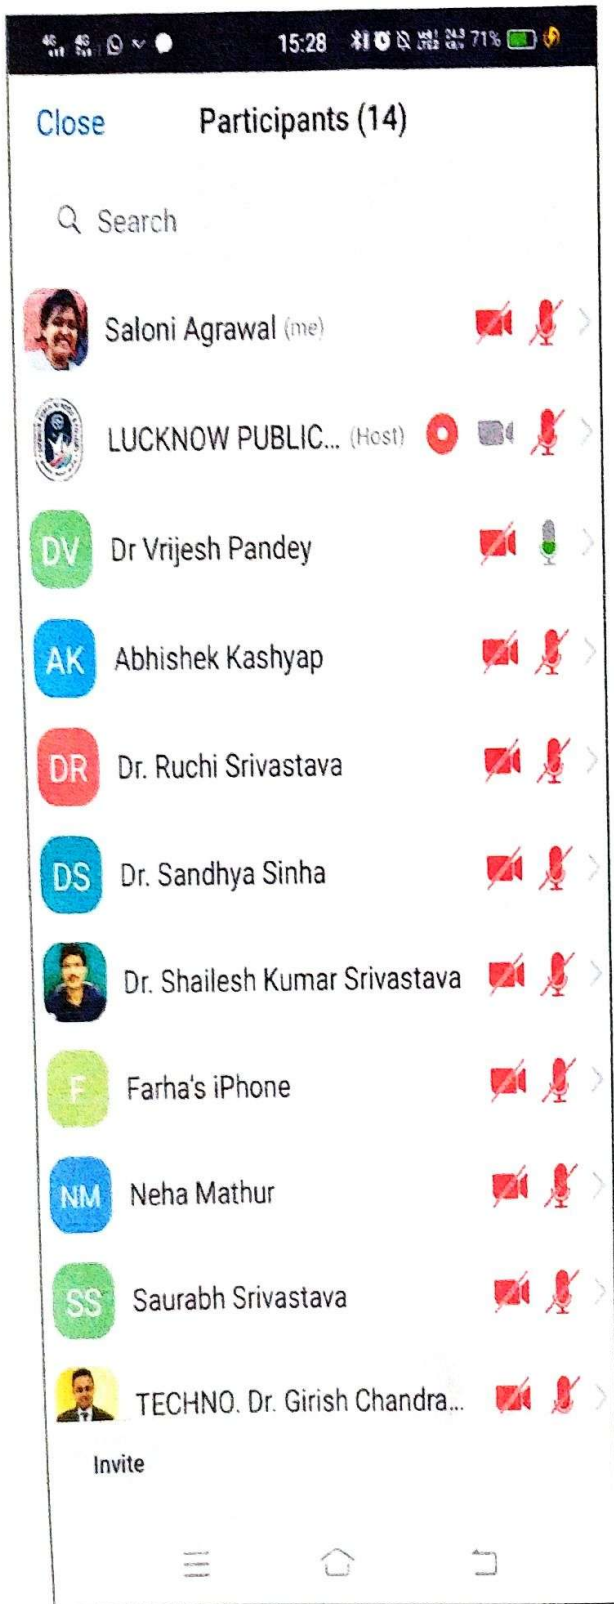 4G 4G 15:28 71%
Close Participants (14)
Search
Saloni Agrawal (me)
LUCKNOW PUBLIC... (Host)
DV Dr Vrijesh Pandey
AK Abhishek Kashyap
DR Dr. Ruchi Srivastava
DS Dr. Sandhya Sinha
Dr. Shailesh Kumar Srivastava
F Farha's iPhone
NM Neha Mathur
SS Saurabh Srivastava
TECHNO. Dr. Girish Chandra...
Invite